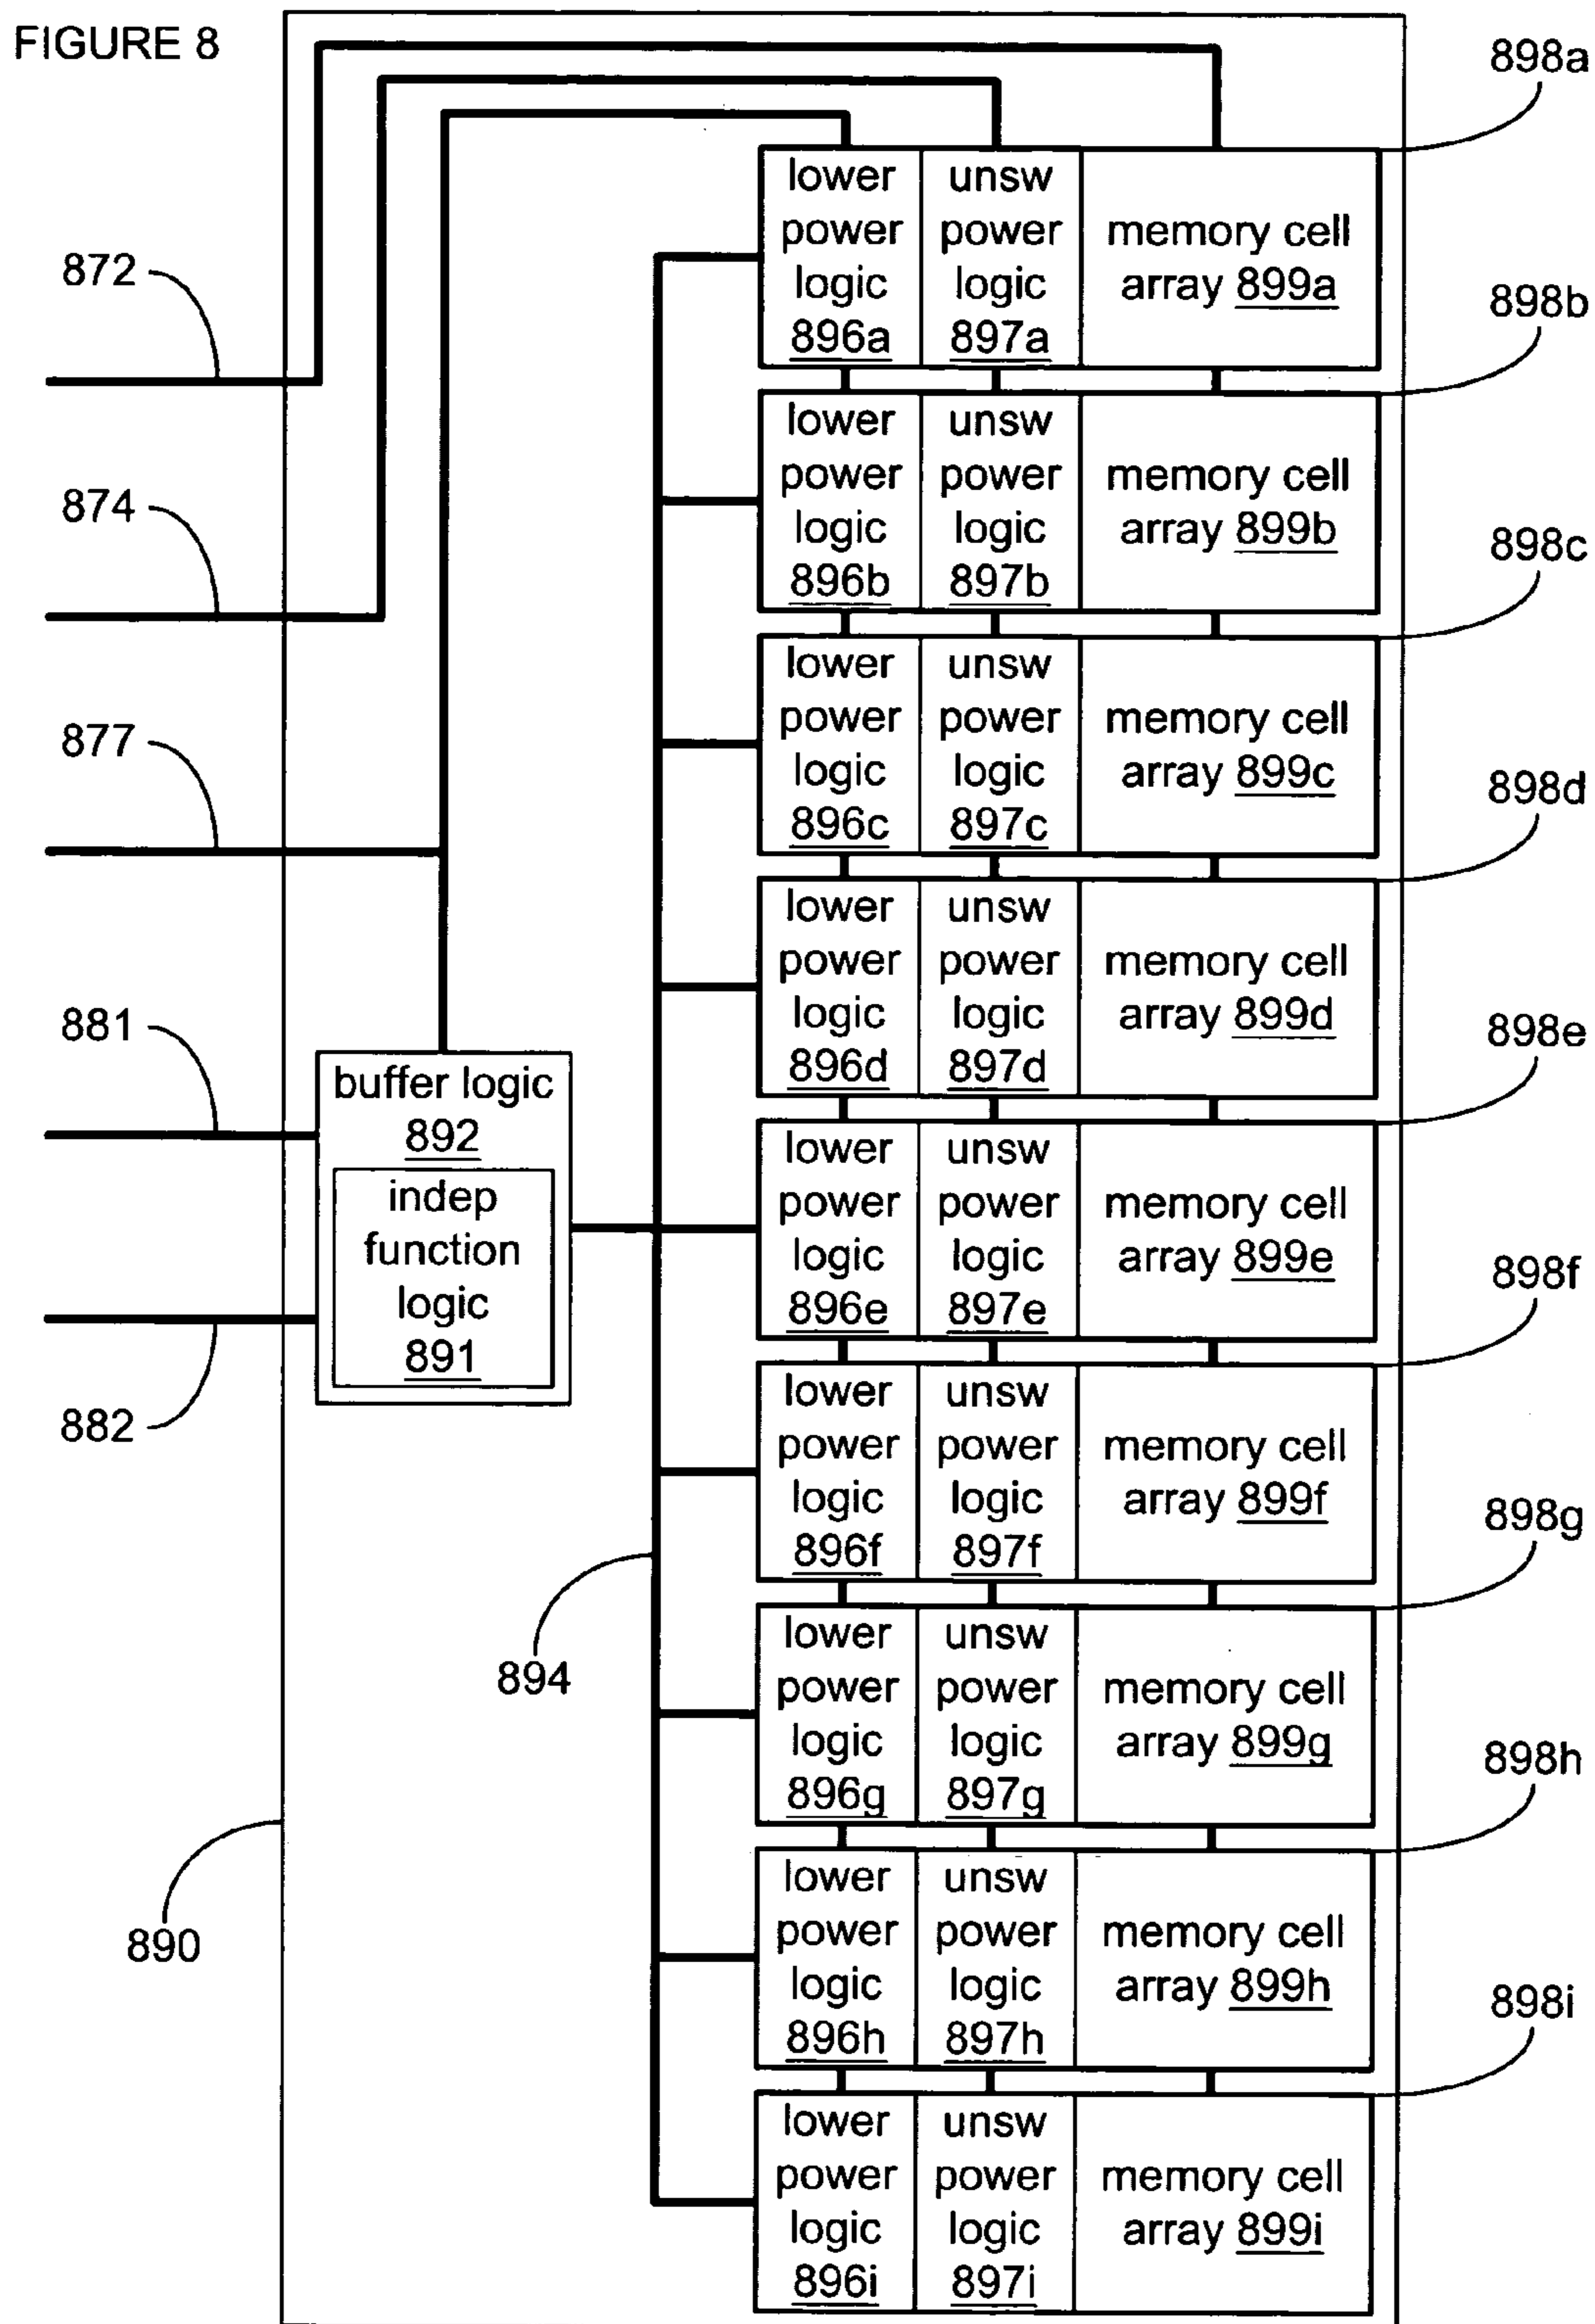 FIGURE 8
898a
lower
power
logic
896a
unsw
power
logic
897a
memory cell
array 899a
872
898b
lower
power
logic
896b
unsw
power
logic
897b
memory cell
array 899b
874
898c
lower
power
logic
896c
unsw
power
logic
897c
memory cell
array 899c
877
898d
lower
power
logic
896d
unsw
power
logic
897d
memory cell
array 899d
881
898e
buffer logic
892
indep
function
logic
891
lower
power
logic
896e
unsw
power
logic
897e
memory cell
array 899e
882
898f
lower
power
logic
896f
unsw
power
logic
897f
memory cell
array 899f
894
898g
lower
power
logic
896g
unsw
power
logic
897g
memory cell
array 899g
890
898h
lower
power
logic
896h
unsw
power
logic
897h
memory cell
array 899h
898i
lower
power
logic
896i
unsw
power
logic
897i
memory cell
array 899i